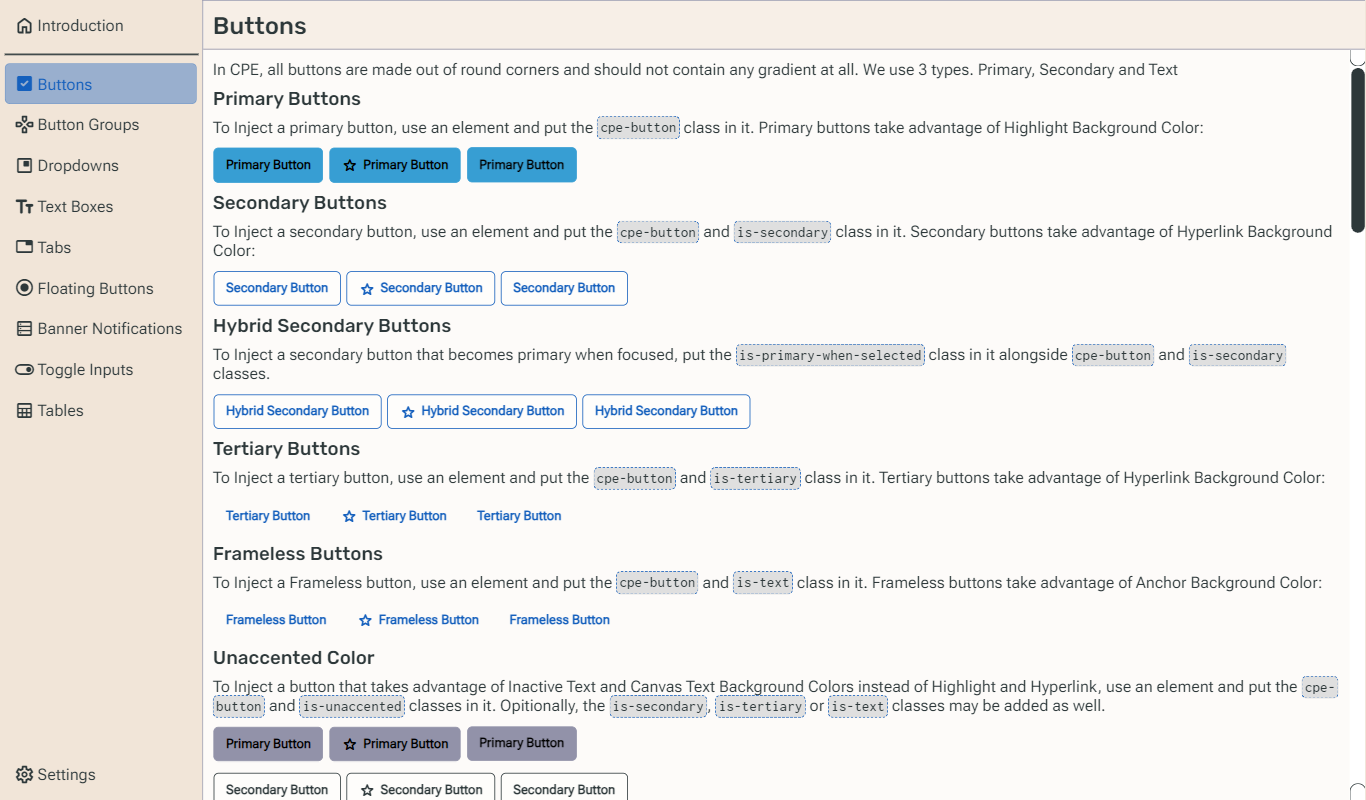 Introduction
Buttons
Button Groups
Dropdowns
Text Boxes
Tabs
Floating Buttons
Banner Notifications
Toggle Inputs
Tables
Settings
Buttons
In CPE, all buttons are made out of round corners and should not contain any gradient at all. We use 3 types. Primary, Secondary and Text
Primary Buttons
To Inject a primary button, use an element and put the cpe-button class in it. Primary buttons take advantage of Highlight Background Color:
Primary Button Primary Button Primary Button
Secondary Buttons
To Inject a secondary button, use an element and put the cpe-button and is-secondary class in it. Secondary buttons take advantage of Hyperlink Background
Color:
Secondary Button Secondary Button Secondary Button
Hybrid Secondary Buttons
To Inject a secondary button that becomes primary when focused, put the is-primary-when-selected class in it alongside cpe-button and is-secondary
classes.
Hybrid Secondary Button Hybrid Secondary Button Hybrid Secondary Button
Tertiary Buttons
To Inject a tertiary button, use an element and put the cpe-button and is-tertiary class in it. Tertiary buttons take advantage of Hyperlink Background Color:
Tertiary Button Tertiary Button Tertiary Button
Frameless Buttons
To Inject a Frameless button, use an element and put the cpe-button and is-text class in it. Frameless buttons take advantage of Anchor Background Color:
Frameless Button Frameless Button Frameless Button
Unaccented Color
To Inject a button that takes advantage of Inactive Text and Canvas Text Background Colors instead of Highlight and Hyperlink, use an element and put the cpe-
button and is-unaccented classes in it. Opitionally, the is-secondary, is-tertiary or is-text classes may be added as well.
Primary Button Primary Button Primary Button
Secondary Button Secondary Button Secondary Button